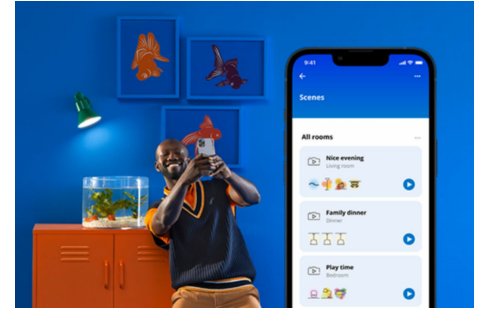 9:41
Scenes
All rooms
Nice evening
Living room
Family dinner
Dinner
Play time
Bedroom